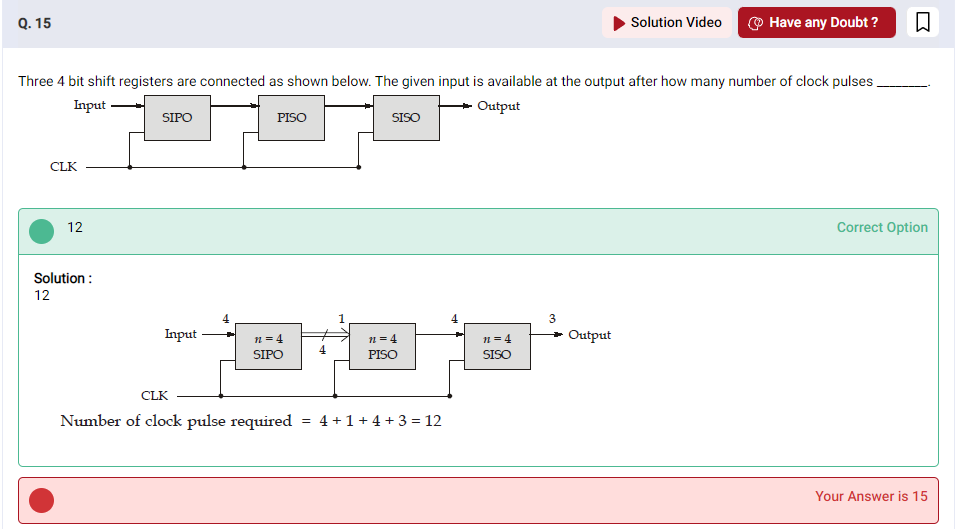 Q. 15
Solution Video
Have any Doubt ?
Three 4 bit shift registers are connected as shown below. The given input is available at the output after how many number of clock pulses ________.
Input
SIPO
PISO
SISO
Output
CLK
12
Correct Option
Solution :
12
4
1
4
3
Input
n = 4
SIPO
4
n = 4
PISO
n = 4
SISO
Output
CLK
Number of clock pulse required = 4 + 1 + 4 + 3 = 12
Your Answer is 15